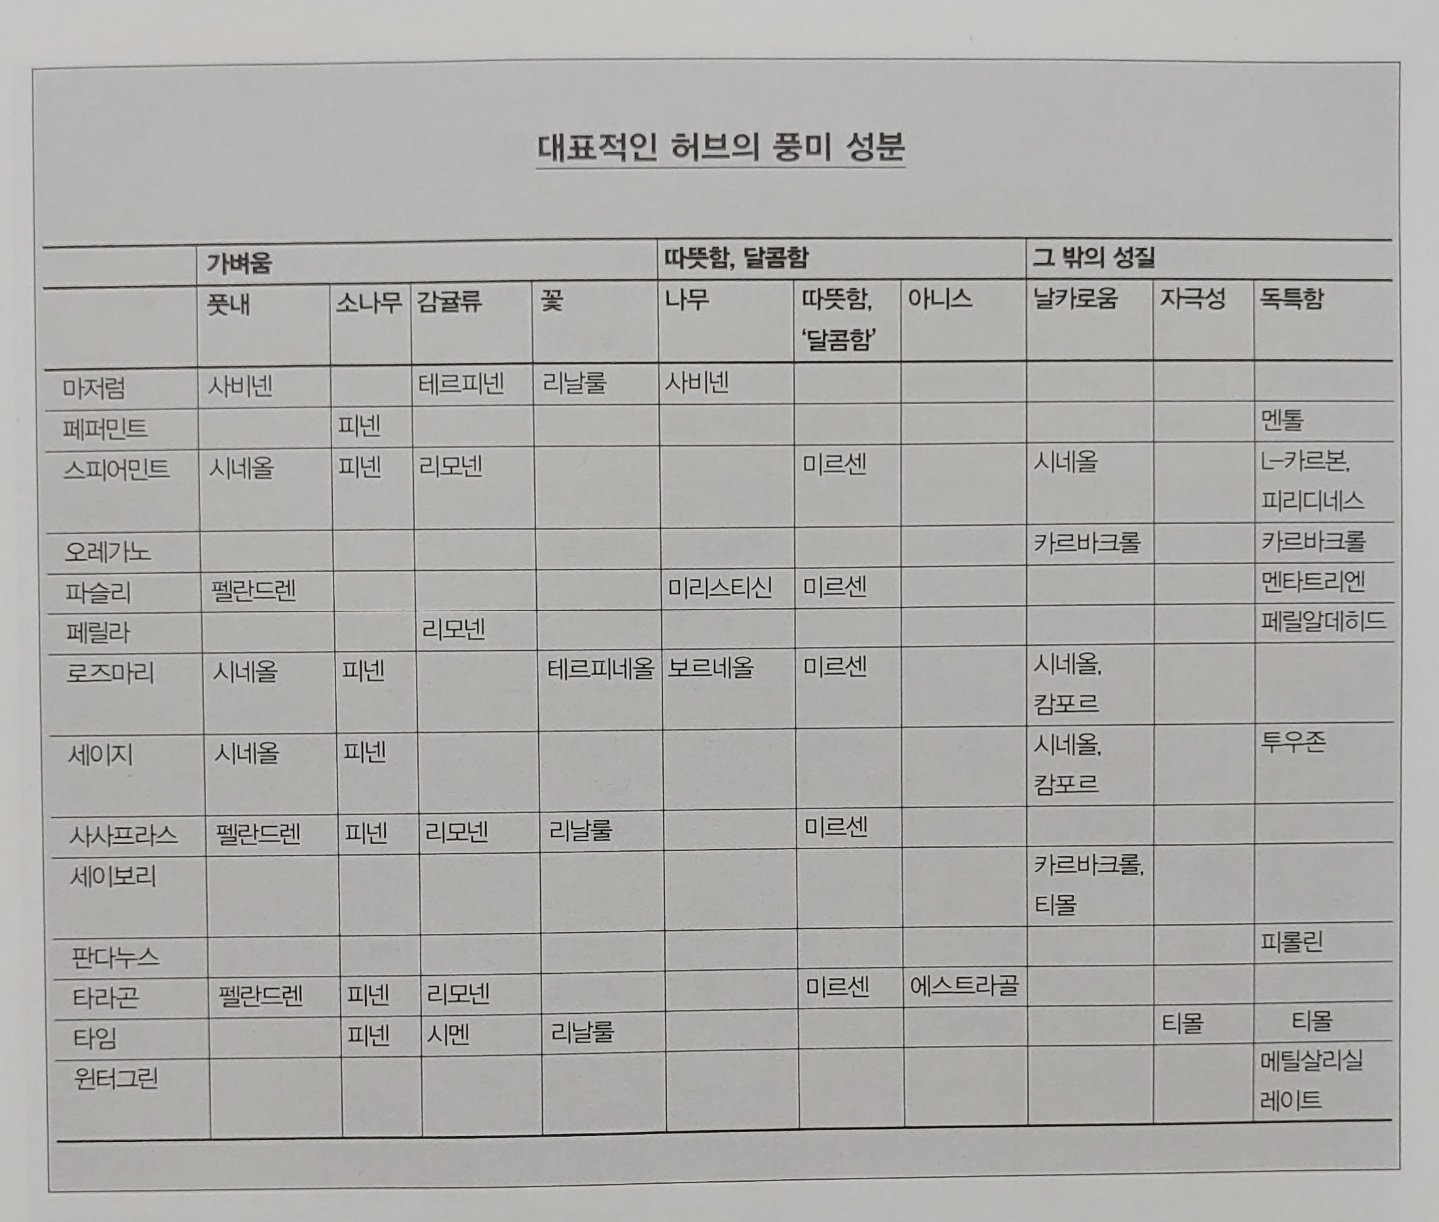 대표적인 허브의 풍미 성분
가벼움 따뜻함, 달콤함 그 밖의 성질
풋내 소나무 감귤류 꽃 나무 따뜻함, 아니스 날카로움 자극성 독특함
‘달콤함’
마저럼 사비넨 테르피넨 리날룰 사비넨
페퍼민트 피넨 멘톨
스피어민트 시네올 피넨 리모넨 미르센 시네올 L–카르본,
피리디네스
오레가노 카르바크롤 카르바크롤
파슬리 펠란드렌 미리스티신 미르센 멘타트리엔
페릴라 리모넨 페릴알데히드
로즈마리 시네올 피넨 테르피네올 보르네올 미르센 시네올,
캄포르
세이지 시네올 피넨 시네올, 투우존
캄포르
사사프라스 펠란드렌 피넨 리모넨 리날룰 미르센
세이보리 카르바크롤,
티몰
판다누스 피롤린
타라곤 펠란드렌 피넨 리모넨 미르센 에스트라골
타임 피넨 시멘 리날룰 티몰 티몰
윈터그린 메틸살리실
레이트